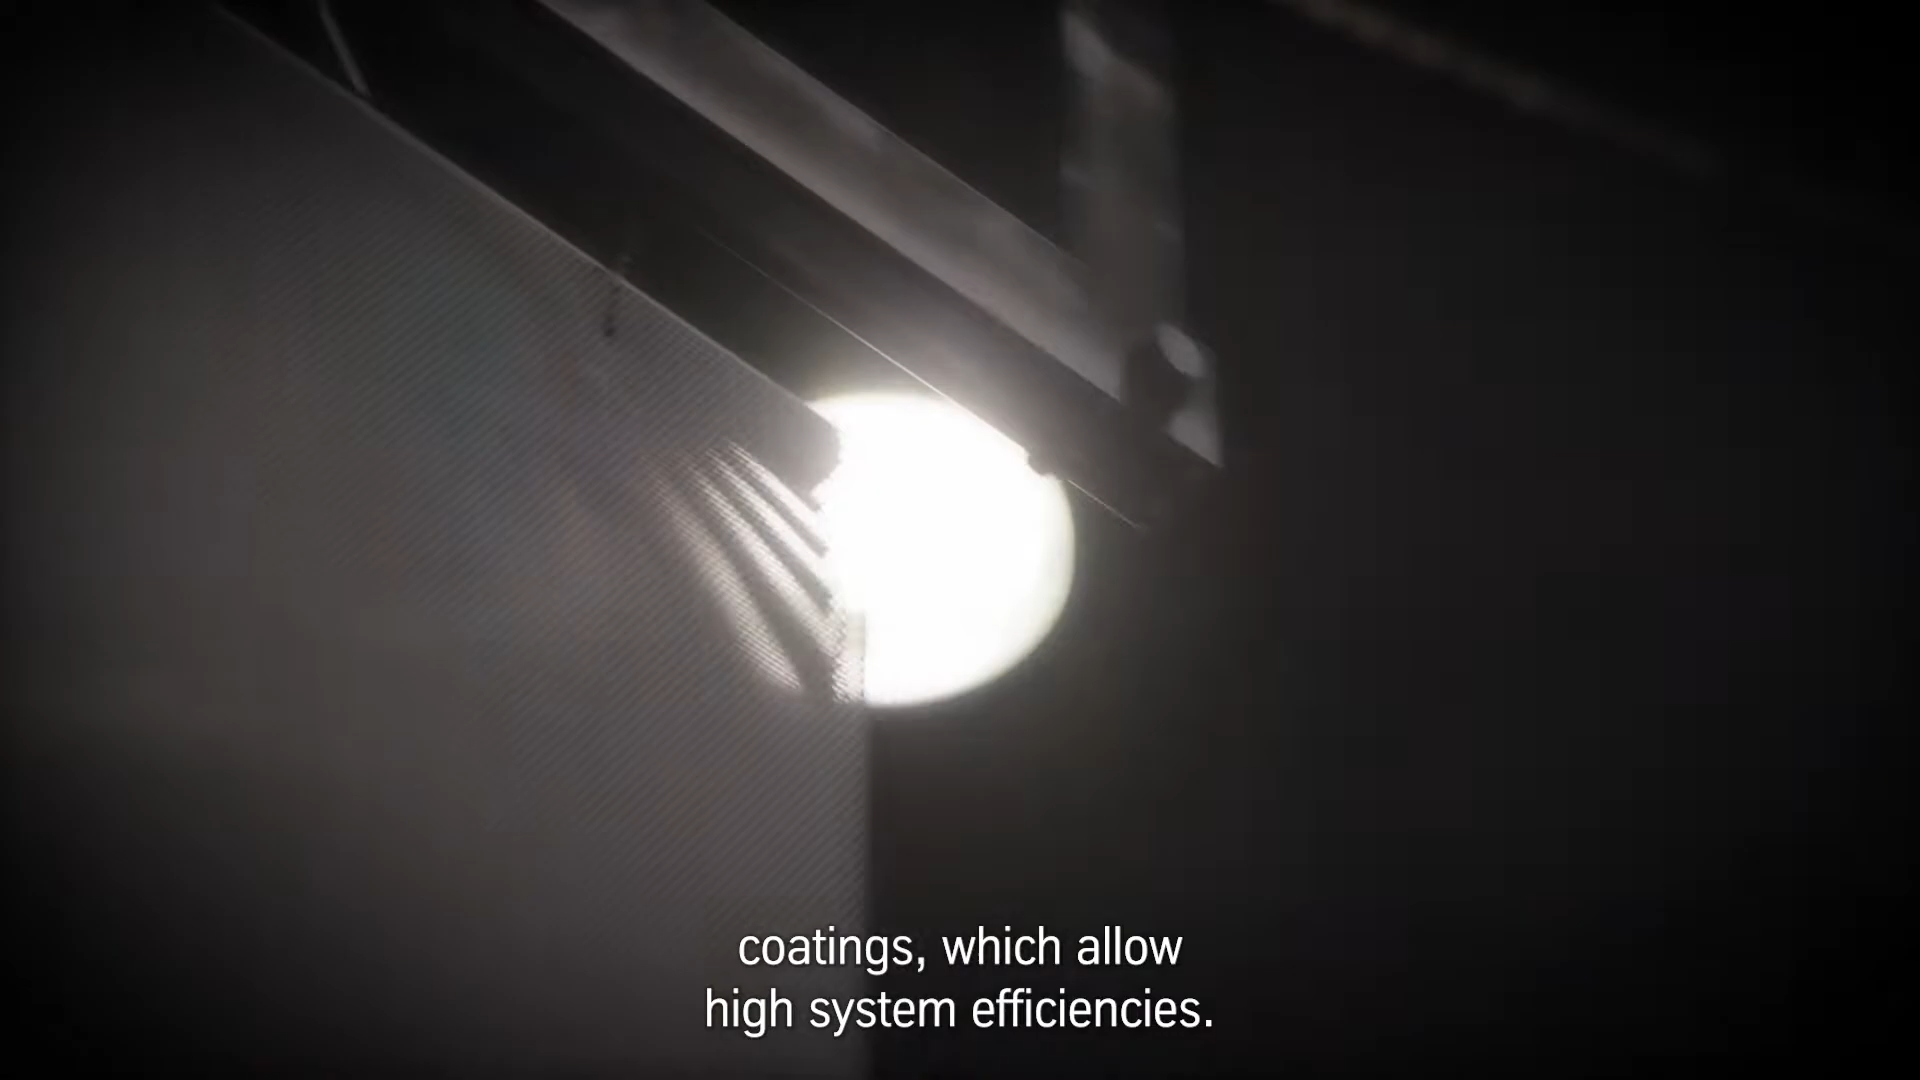 coatings, which allow
high system efficiencies.